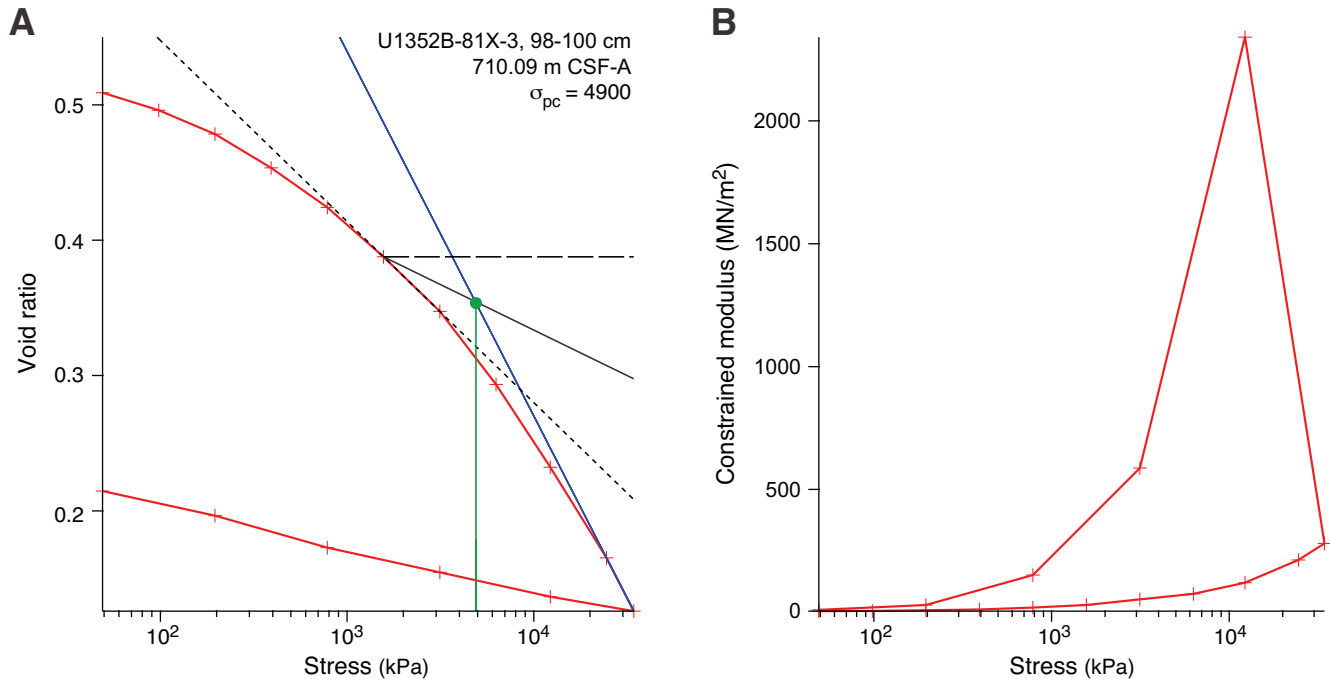 A
U1352B-81X-3, 98-100 cm
710.09 m CSF-A
σpc = 4900
Void ratio
0.5
0.4
0.3
0.2
10²
10³
10⁴
Stress (kPa)
B
Constrained modulus (MN/m²)
2000
1500
1000
500
0
10²
10³
10⁴
Stress (kPa)